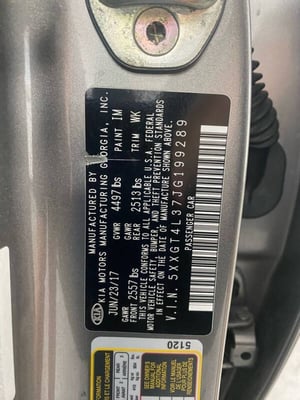 MANUFACTURED BY
KIA MOTORS MANUFACTURING GEORGIA, INC.
JUN/23/17 GVWR 4497 lbs PAINT IM
GAWR FRONT 2557 lbs GAWR REAR 2513 lbs TRIM WK
THIS VEHICLE CONFORMS TO ALL APPLICABLE U.S.A. FEDERAL
MOTOR VEHICLE SAFETY, BUMPER, AND THEFT PREVENTION STANDARDS
IN EFFECT ON THE DATE OF MANUFACTURE SHOWN ABOVE.
V.I.N. 5XXGT4L37JG199289
PASSENGER CAR
5120